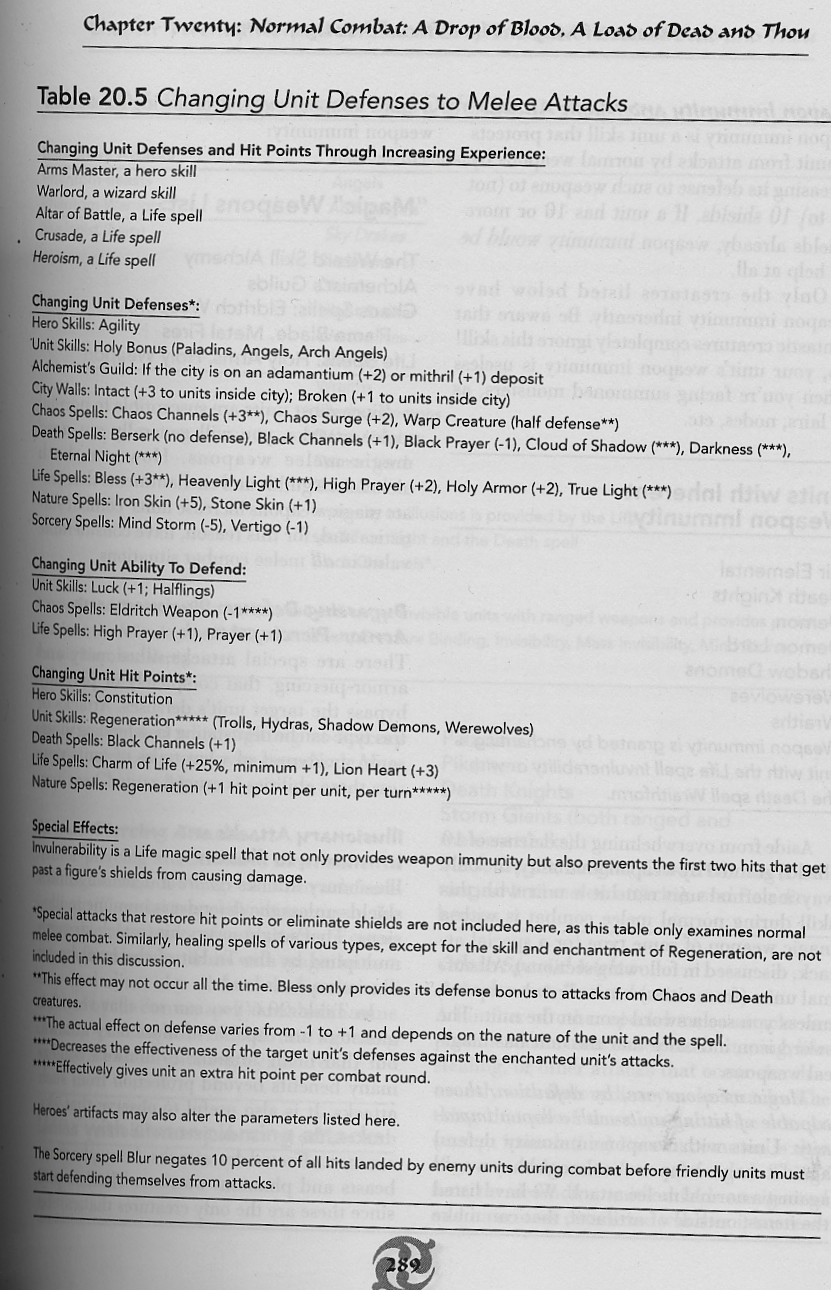 Chapter Twenty: Normal Combat: A Drop of Blood, A Load of Dead and Thou
Table 20.5 Changing Unit Defenses to Melee Attacks
Changing Unit Defenses and Hit Points Through Increasing Experience:
Arms Master, a hero skill
Warlord, a wizard skill
Altar of Battle, a Life spell
Crusade, a Life spell
Heroism, a Life spell
Changing Unit Defenses*:
Hero Skills: Agility
Unit Skills: Holy Bonus (Paladins, Angels, Arch Angels)
Alchemist's Guild: If the city is on an adamantium (+2) or mithril (+1) deposit
City Walls: Intact (+3 to units inside city); Broken (+1 to units inside city)
Chaos Spells: Chaos Channels (+3**), Chaos Surge (+2), Warp Creature (half defense**)
Death Spells: Berserk (no defense), Black Channels (+1), Black Prayer (-1), Cloud of Shadow (***), Darkness (***),
Eternal Night (***)
Life Spells: Bless (+3**), Heavenly Light (***), High Prayer (+2), Holy Armor (+2), True Light (***)
Nature Spells: Iron Skin (+5), Stone Skin (+1)
Sorcery Spells: Mind Storm (-5), Vertigo (-1)
Changing Unit Ability To Defend:
Unit Skills: Luck (+1; Halflings)
Chaos Spells: Eldritch Weapon (-1****)
Life Spells: High Prayer (+1), Prayer (+1)
Changing Unit Hit Points*:
Hero Skills: Constitution
Unit Skills: Regeneration***** (Trolls, Hydras, Shadow Demons, Werewolves)
Death Spells: Black Channels (+1)
Life Spells: Charm of Life (+25%, minimum +1), Lion Heart (+3)
Nature Spells: Regeneration (+1 hit point per unit, per turn*****)
Special Effects:
Invulnerability is a Life magic spell that not only provides weapon immunity but also prevents the first two hits that get
past a figure's shields from causing damage.
*Special attacks that restore hit points or eliminate shields are not included here, as this table only examines normal
melee combat. Similarly, healing spells of various types, except for the skill and enchantment of Regeneration, are not
included in this discussion.
**This effect may not occur all the time. Bless only provides its defense bonus to attacks from Chaos and Death
creatures.
***The actual effect on defense varies from -1 to +1 and depends on the nature of the unit and the spell.
****Decreases the effectiveness of the target unit's defenses against the enchanted unit's attacks.
*****Effectively gives unit an extra hit point per combat round.
Heroes' artifacts may also alter the parameters listed here.
The Sorcery spell Blur negates 10 percent of all hits landed by enemy units during combat before friendly units must
start defending themselves from attacks.
289